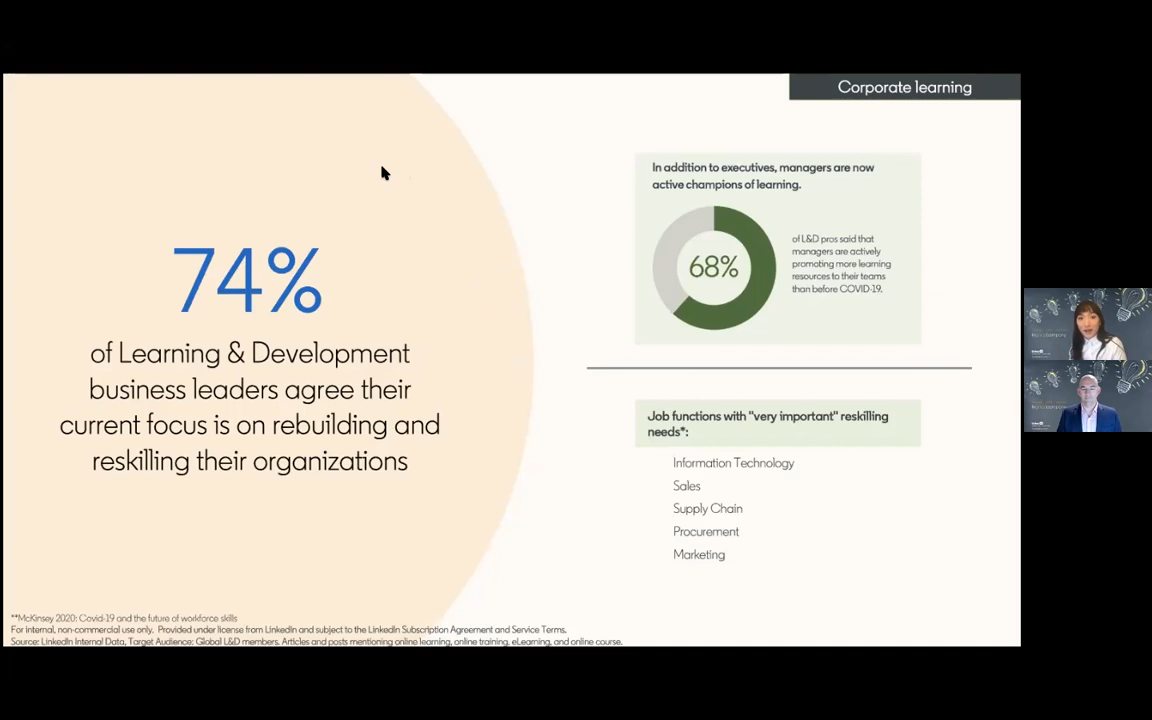 Corporate learning
74%
of Learning & Development
business leaders agree their
current focus is on rebuilding and
reskilling their organizations
In addition to executives, managers are now
active champions of learning.
68%
of L&D pros said that
managers are actively
promoting more learning
resources to their teams
than before COVID-19.
Job functions with "very important" reskilling
needs*:
Information Technology
Sales
Supply Chain
Procurement
Marketing
**McKinsey 2020: Covid-19 and the future of workforce skills
For internal, non-commercial use only. Provided under license from LinkedIn and subject to the LinkedIn Subscription Agreement and Service Terms.
Source: LinkedIn Internal Data, Target Audience: Global L&D members. Articles and posts mentioning online learning, online training, eLearning, and online course.